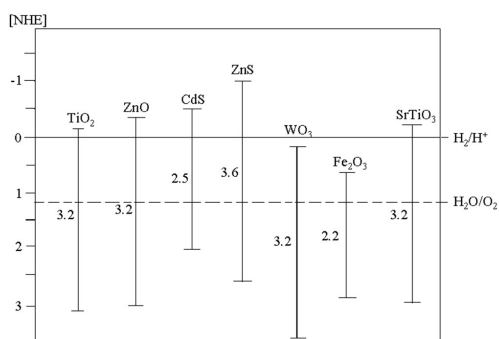 [NHE]
ZnS
-1
CdS
ZnO
TiO₂
SrTiO₃
WO₃
0
H₂/H⁺
Fe₂O₃
3.6
2.5
1
H₂O/O₂
3.2
3.2
3.2
2.2
3.2
2
3